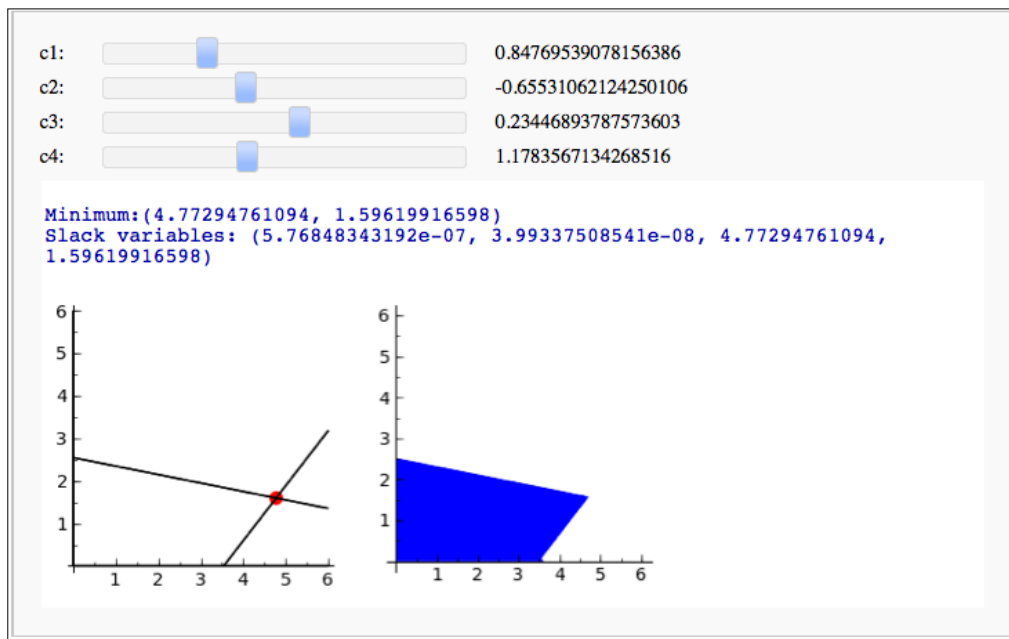 c1: 0.84769539078156386
c2: -0.65531062124250106
c3: 0.23446893787573603
c4: 1.1783567134268516
Minimum:(4.77294761094, 1.59619916598)
Slack variables: (5.76848343192e-07, 3.99337508541e-08, 4.77294761094,
1.59619916598)
6
5
4
3
2
1
1 2 3 4 5 6
6
5
4
3
2
1
1 2 3 4 5 6